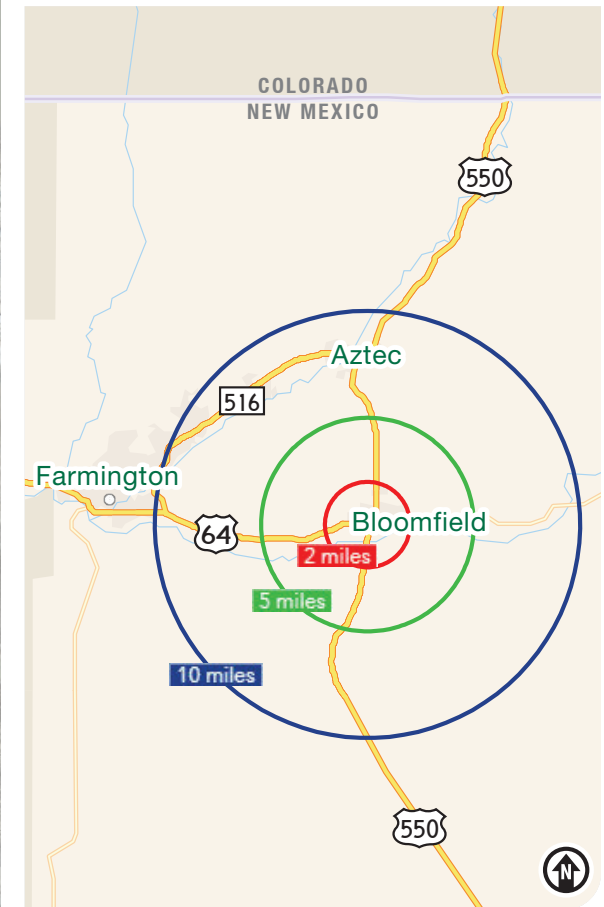 COLORADO
NEW MEXICO
550
Aztec
516
Farmington
Bloomfield
64
2 miles
5 miles
10 miles
550
N